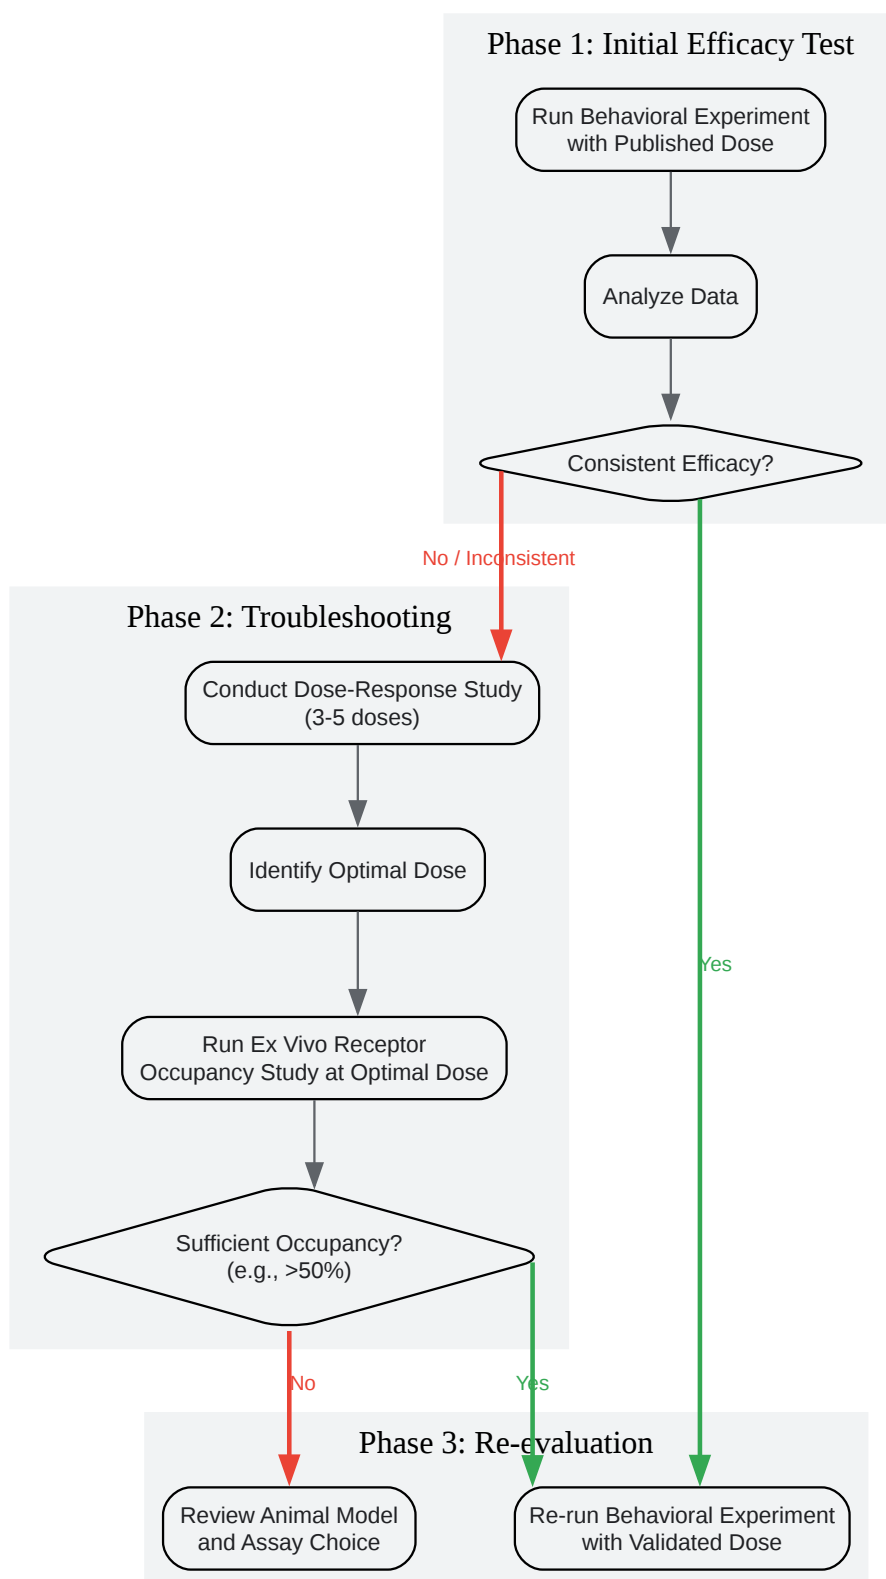 Phase 1: Initial Efficacy Test
Run Behavioral Experiment
with Published Dose
Analyze Data
Consistent Efficacy?
No / Inconsistent
Phase 2: Troubleshooting
Conduct Dose-Response Study
(3-5 doses)
Identify Optimal Dose
Yes
Run Ex Vivo Receptor
Occupancy Study at Optimal Dose
Sufficient Occupancy?
(e.g., >50%)
No
Yes
Phase 3: Re-evaluation
Review Animal Model
and Assay Choice
Re-run Behavioral Experiment
with Validated Dose